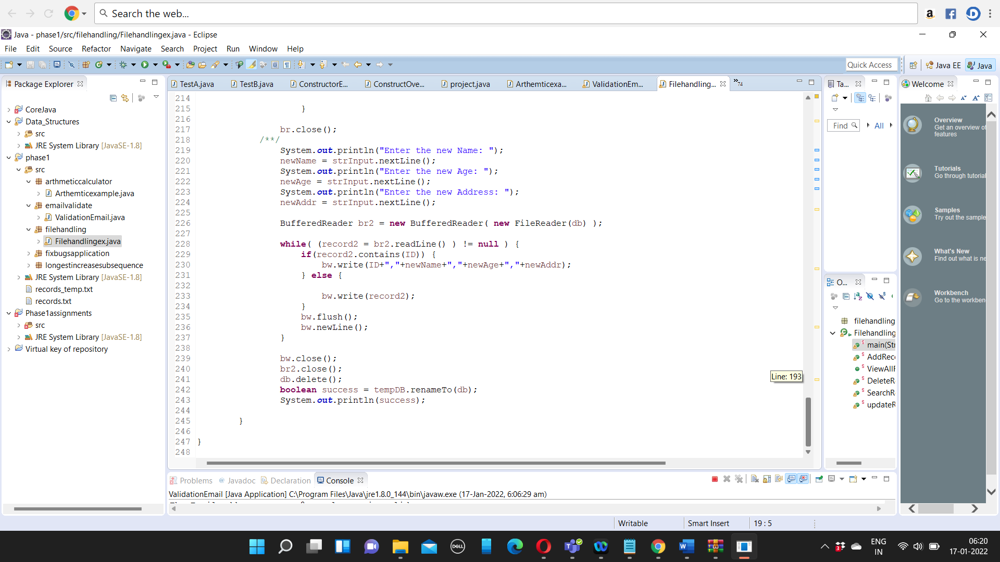 Search the web...
Java - phase1/src/filehandling/Filehandlingex.java - Eclipse
File Edit Source Refactor Navigate Search Project Run Window Help
Quick Access Java EE Java
Package Explorer
CoreJava
Data_Structures
src
JRE System Library [JavaSE-1.8]
phase1
src
arthmeticcalculator
Arthemticexample.java
emailvalidate
ValidationEmail.java
filehandling
Filehandlingex.java
fixbugsapplication
longestincreasesubsequence
JRE System Library [JavaSE-1.8]
records_temp.txt
records.txt
Phase1assignments
src
JRE System Library [JavaSE-1.8]
Virtual key of repository
TestA.java TestB.java ConstructorE... ConstructOve... project.java Arthemticexa... ValidationEm... Filehandling... »74
214
215 }
216
217 br.close();
218 /**/
219 System.out.println("Enter the new Name: ");
220 newName = strInput.nextLine();
221 System.out.println("Enter the new Age: ");
222 newAge = strInput.nextLine();
223 System.out.println("Enter the new Address: ");
224 newAddr = strInput.nextLine();
225
226 BufferedReader br2 = new BufferedReader( new FileReader(db) );
227
228 while( (record2 = br2.readLine() ) != null ) {
229 if(record2.contains(ID)) {
230 bw.write(ID+","+newName+","+newAge+","+newAddr);
231 } else {
232
233 bw.write(record2);
234 }
235 bw.flush();
236 bw.newLine();
237 }
238
239 bw.close();
240 br2.close();
241 db.delete();
242 boolean success = tempDB.renameTo(db);
243 System.out.println(success);
244
245 }
246
247 }
248
Line: 193
Ta...
Find All
O...
filehandling
Filehandling
main(Str
AddReco
ViewAllR
DeleteR
SearchR
updateR
Welcome
Overview
Get an overview of
features
Tutorials
Go through tutorial
Samples
Try out the sample
What's New
Find out what is ne
Workbench
Go to the workben
Problems @ Javadoc Declaration Console
ValidationEmail [Java Application] C:\Program Files\Java\jre1.8.0_144\bin\javaw.exe (17-Jan-2022, 6:06:29 am)
Writable Smart Insert 19 : 5
DELL
ENG
IN
06:20
17-01-2022